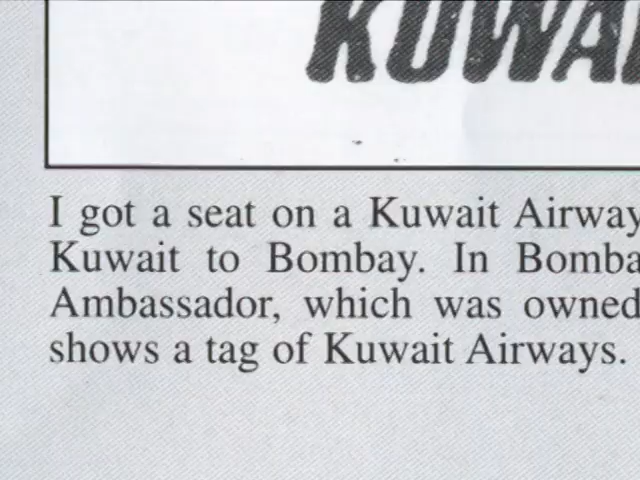 KUWAI
I got a seat on a Kuwait Airway
Kuwait to Bombay. In Bomba
Ambassador, which was owned
shows a tag of Kuwait Airways.